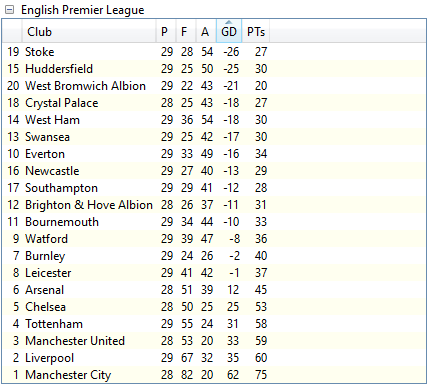 English Premier League
Club P F A GD PTs
19 Stoke 29 28 54 -26 27
15 Huddersfield 29 25 50 -25 30
20 West Bromwich Albion 29 22 43 -21 20
18 Crystal Palace 28 25 43 -18 27
14 West Ham 29 36 54 -18 30
13 Swansea 29 25 42 -17 30
10 Everton 29 33 49 -16 34
16 Newcastle 29 27 40 -13 29
17 Southampton 29 29 41 -12 28
12 Brighton & Hove Albion 28 26 37 -11 31
11 Bournemouth 29 34 44 -10 33
9 Watford 29 39 47 -8 36
7 Burnley 29 24 26 -2 40
8 Leicester 29 41 42 -1 37
6 Arsenal 28 51 39 12 45
5 Chelsea 28 50 25 25 53
4 Tottenham 29 55 24 31 58
3 Manchester United 28 53 20 33 59
2 Liverpool 29 67 32 35 60
1 Manchester City 28 82 20 62 75